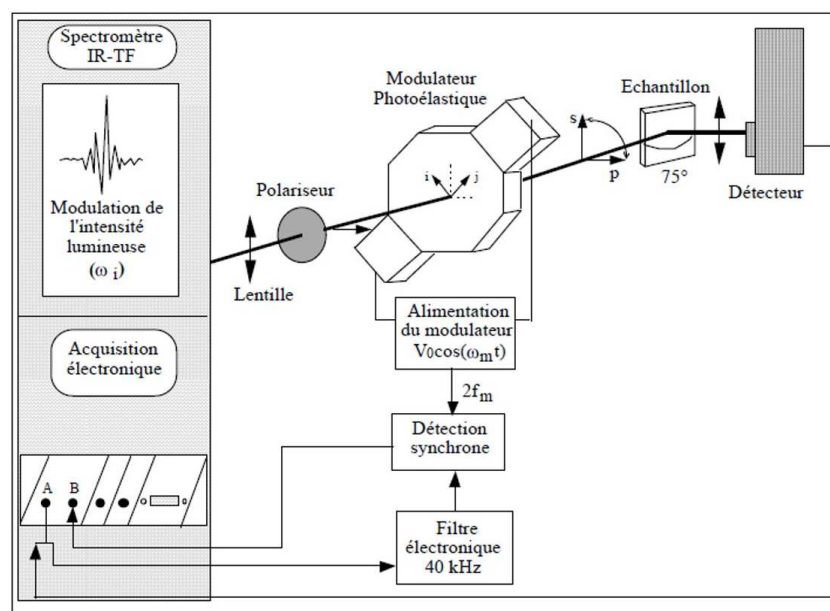 Spectromètre
IR-TF
Modulation de
l'intensité
lumineuse
(ω i)
Lentille
Polariseur
Modulateur
Photoélastique
i
j
s
p
Echantillon
75°
Détecteur
Alimentation
du modulateur
V0cos(ωmt)
2fm
Détection
synchrone
Filtre
électronique
40 kHz
Acquisition
électronique
A B